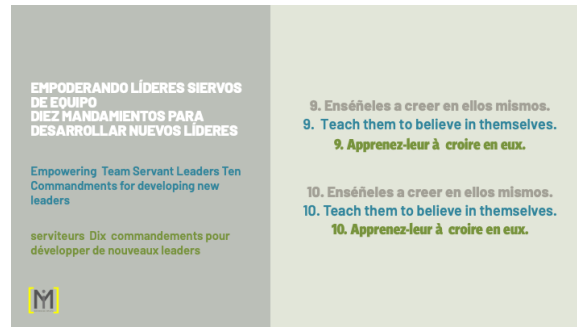 EMPODERANDO LÍDERES SIERVOS
DE EQUIPO
DIEZ MANDAMIENTOS PARA
DESARROLLAR NUEVOS LÍDERES
Empowering Team Servant Leaders Ten
Commandments for developing new
leaders
serviteurs Dix commandements pour
développer de nouveaux leaders
M
9. Enséñeles a creer en ellos mismos.
9. Teach them to believe in themselves.
9. Apprenez-leur à croire en eux.
10. Enséñeles a creer en ellos mismos.
10. Teach them to believe in themselves.
10. Apprenez-leur à croire en eux.